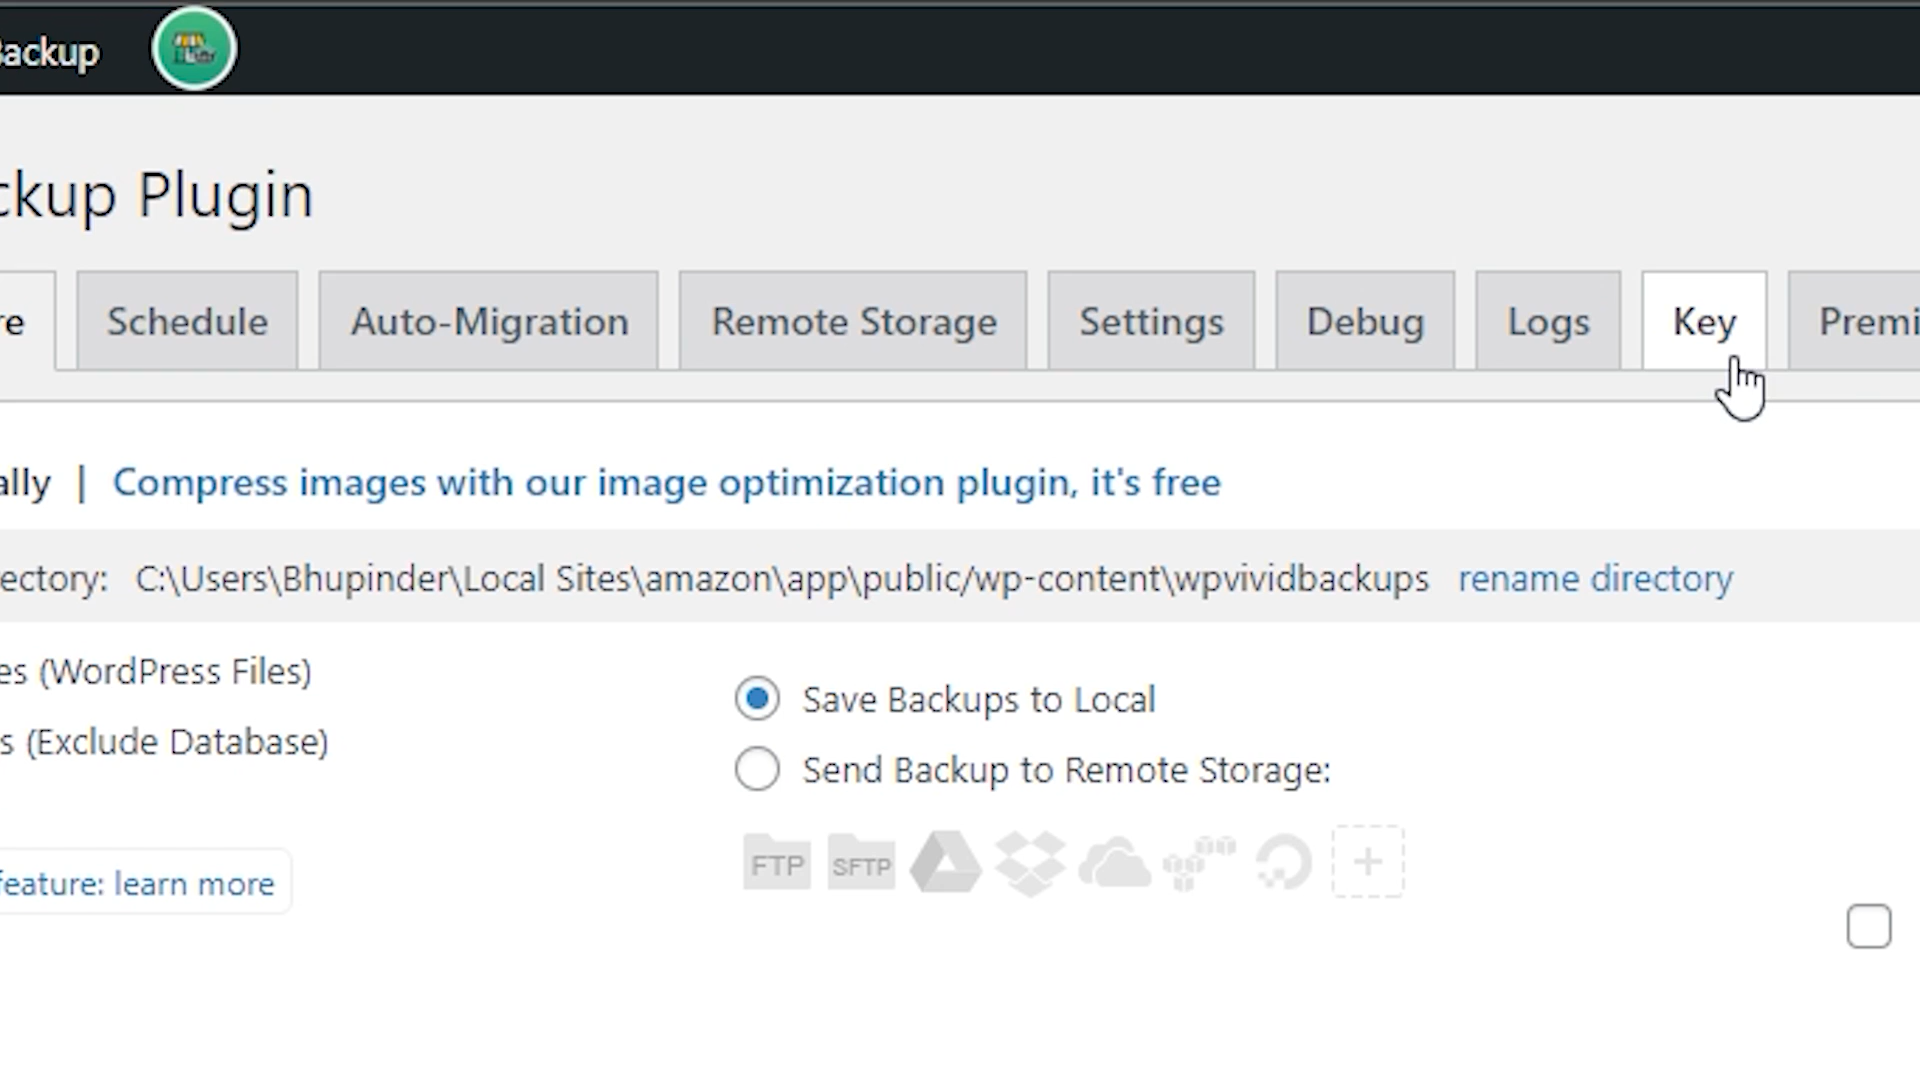 Backup
ckup Plugin
re Schedule Auto-Migration Remote Storage Settings Debug Logs Key Premi
ally | Compress images with our image optimization plugin, it's free
ectory: C:\Users\Bhupinder\Local Sites\amazon\app\public/wp-content\wpvividbackups rename directory
es (WordPress Files)
Save Backups to Local
s (Exclude Database)
Send Backup to Remote Storage:
FTP SFTP
feature: learn more